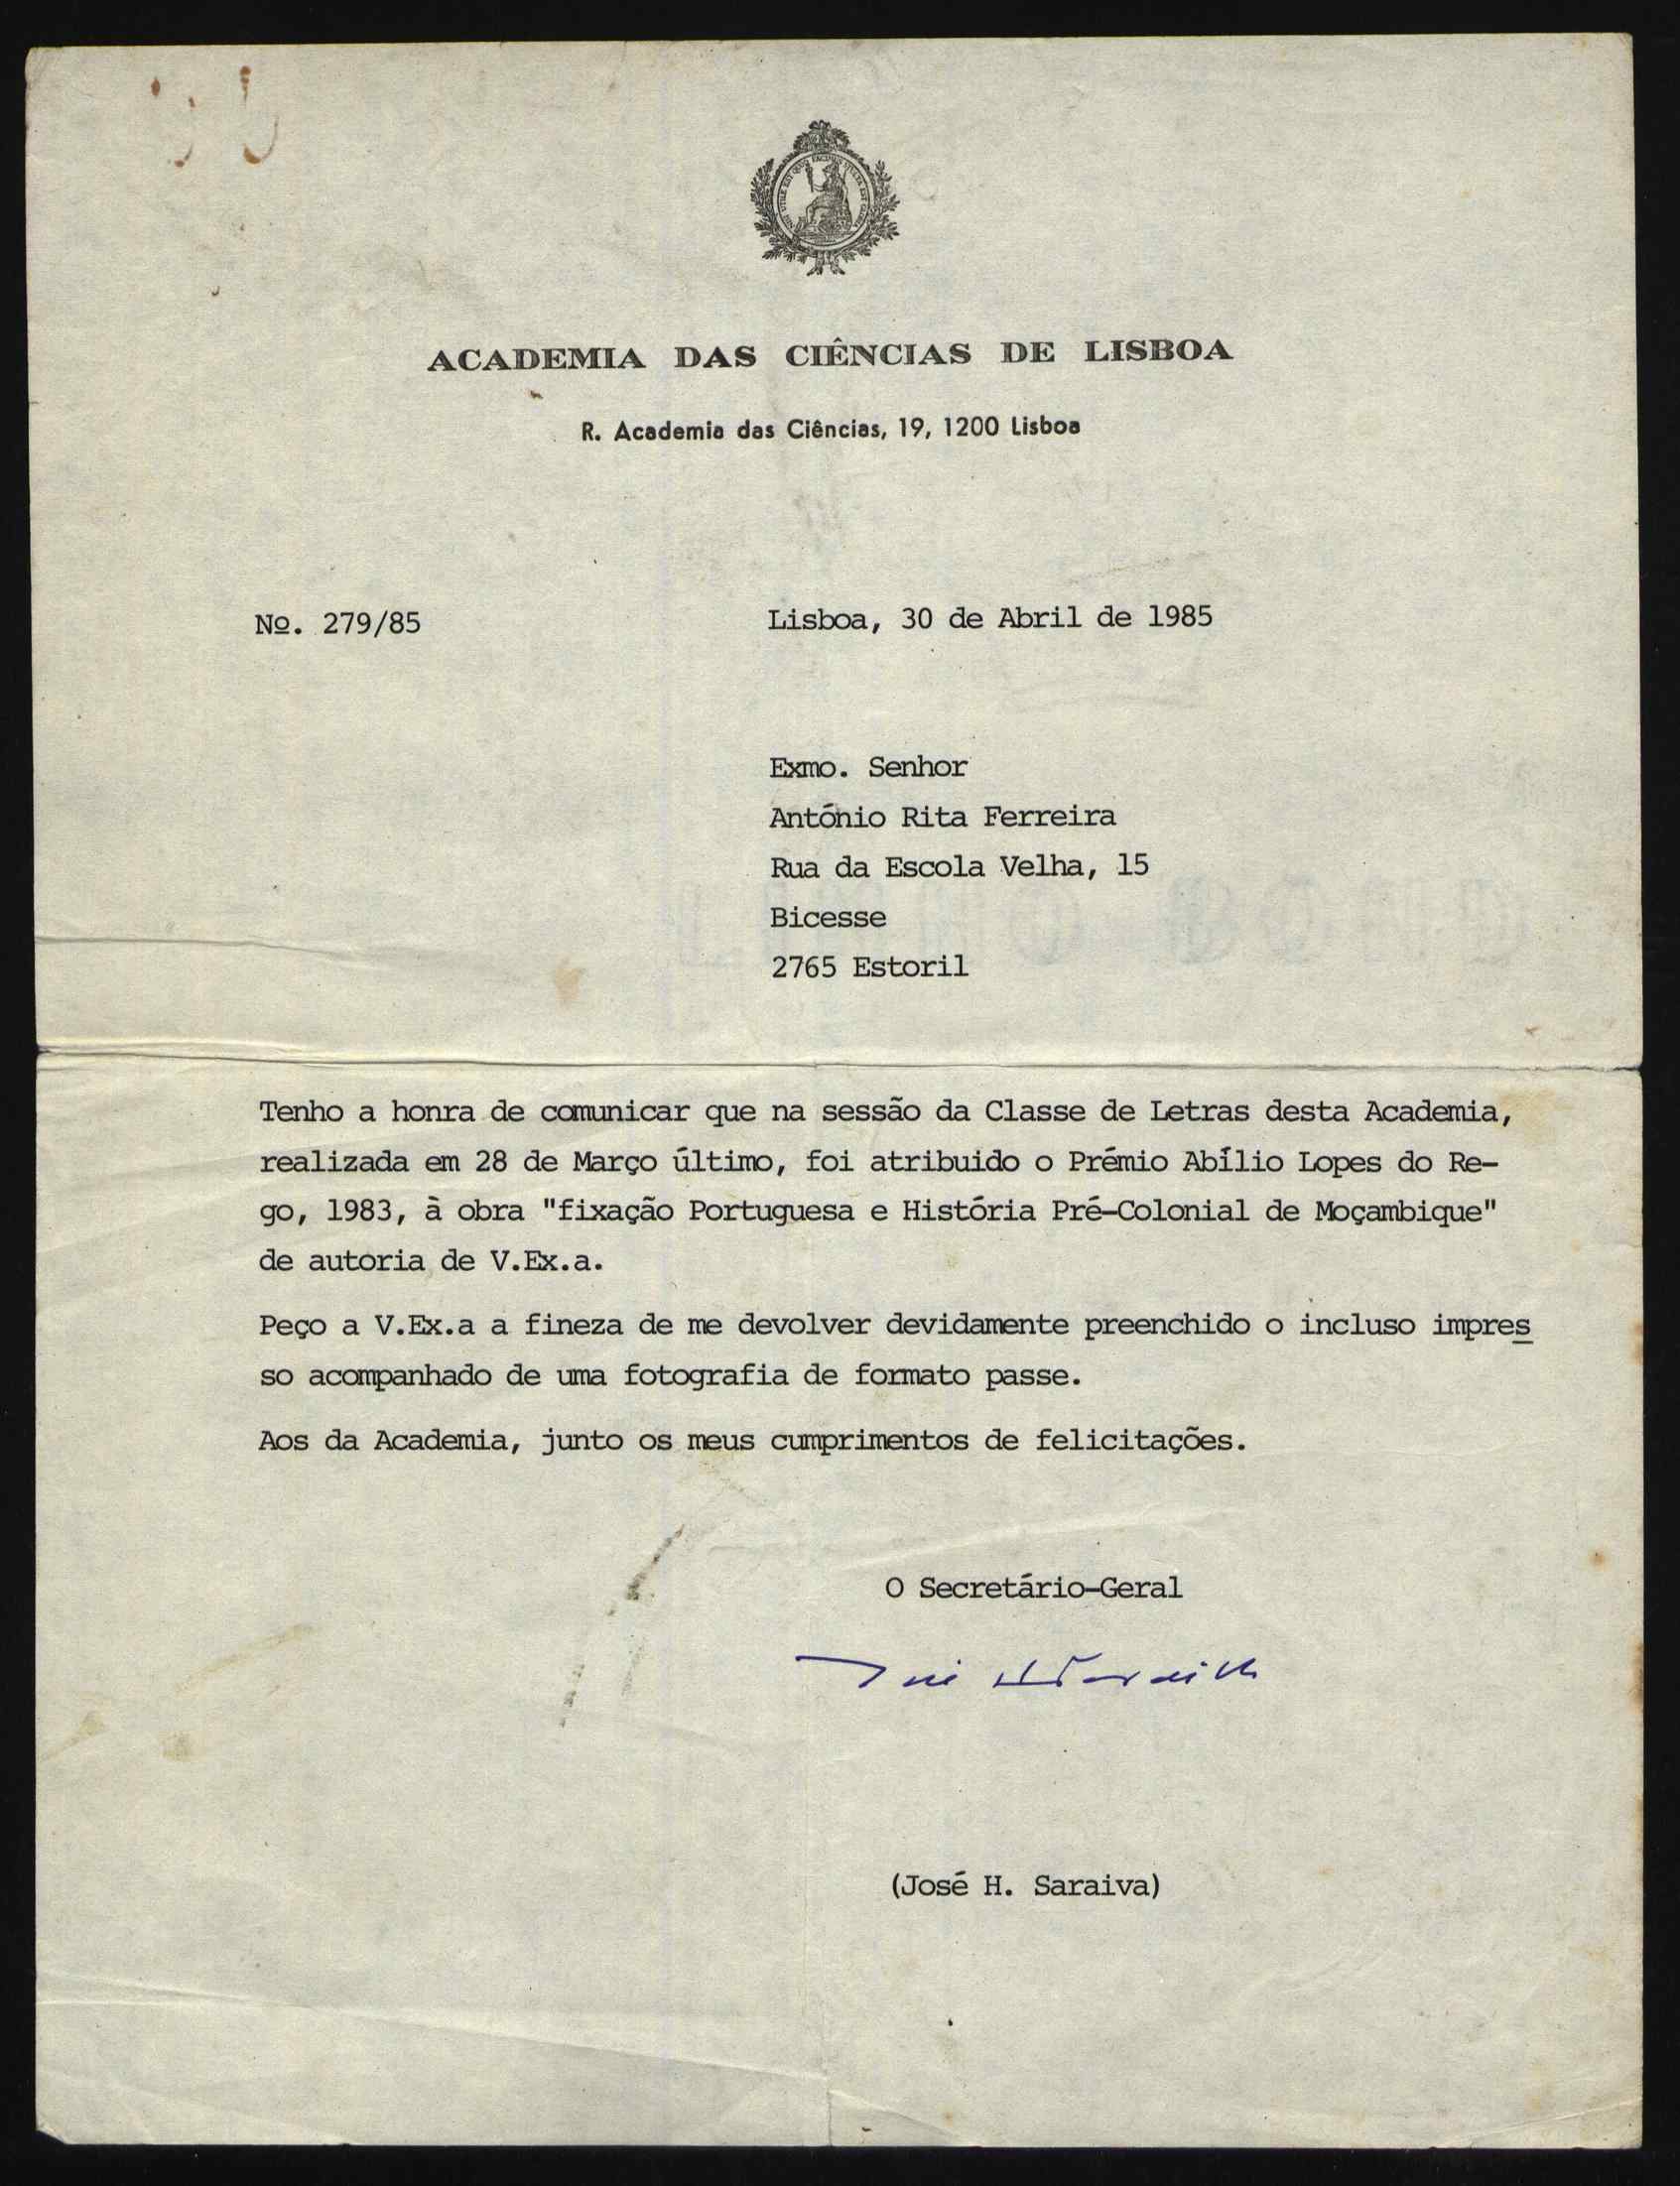 ACADEMIA DAS CIÊNCIAS DE LISBOA
R. Academia das Ciências, 19, 1200 Lisboa
Nº. 279/85
Lisboa, 30 de Abril de 1985
Exmo. Senhor
António Rita Ferreira
Rua da Escola Velha, 15
Bicesse
2765 Estoril
Tenho a honra de comunicar que na sessão da Classe de Letras desta Academia,
realizada em 28 de Março último, foi atribuido o Prémio Abílio Lopes do Re-
go, 1983, à obra "fixação Portuguesa e História Pré-Colonial de Moçambique"
de autoria de V.Ex.a.
Peço a V.Ex.a a fineza de me devolver devidamente preenchido o incluso impres
so acompanhado de uma fotografia de formato passe.
Aos da Academia, junto os meus cumprimentos de felicitações.
O Secretário-Geral
(José H. Saraiva)